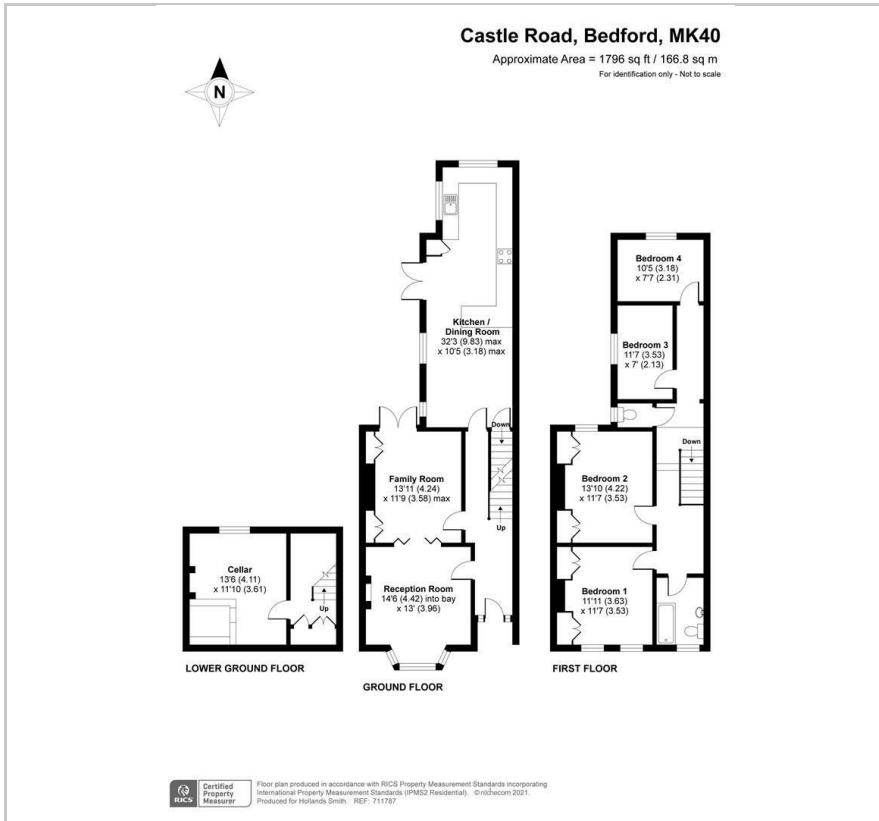 Castle Road, Bedford, MK40
Approximate Area = 1796 sq ft / 166.8 sq m
For identification only - Not to scale
N
Kitchen /
Dining Room
32'3 (9.83) max
x 10'5 (3.18) max
Down
Up
Family Room
13'11 (4.24)
x 11'9 (3.58) max
Reception Room
14'6 (4.42) into bay
x 13' (3.96)
Cellar
13'6 (4.11)
x 11'10 (3.61)
Up
LOWER GROUND FLOOR
GROUND FLOOR
Bedroom 4
10'5 (3.18)
x 7'7 (2.31)
Bedroom 3
11'7 (3.53)
x 7' (2.13)
Down
Bedroom 2
13'10 (4.22)
x 11'7 (3.53)
Bedroom 1
11'11 (3.63)
x 11'7 (3.53)
FIRST FLOOR
RICS
Certified
Property
Measurer
Floor plan produced in accordance with RICS Property Measurement Standards incorporating
International Property Measurement Standards (IPMS2 Residential). © nichecom 2021.
Produced for Hollands Smith. REF: 711787